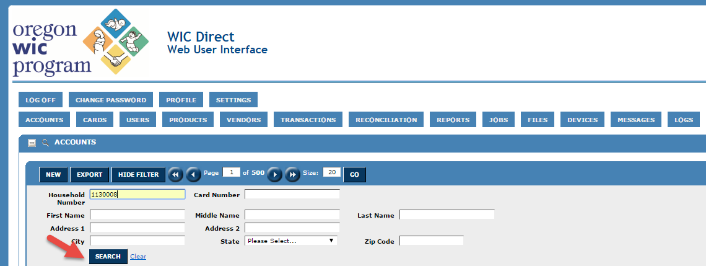 oregon
wic
program
WIC Direct
Web User Interface
LOG OFF CHANGE PASSWORD PROFILE SETTINGS
ACCOUNTS CARDS USERS PRODUCTS VENDORS TRANSACTIONS RECONCILIATION REPORTS JOBS FILES DEVICES MESSAGES LOGS
ACCOUNTS
NEW EXPORT HIDE FILTER Page 1 of 500 Size: 20 GO
Household Number 1130008 Card Number
First Name Middle Name Last Name
Address 1 Address 2
City State Please Select... Zip Code
SEARCH Clear